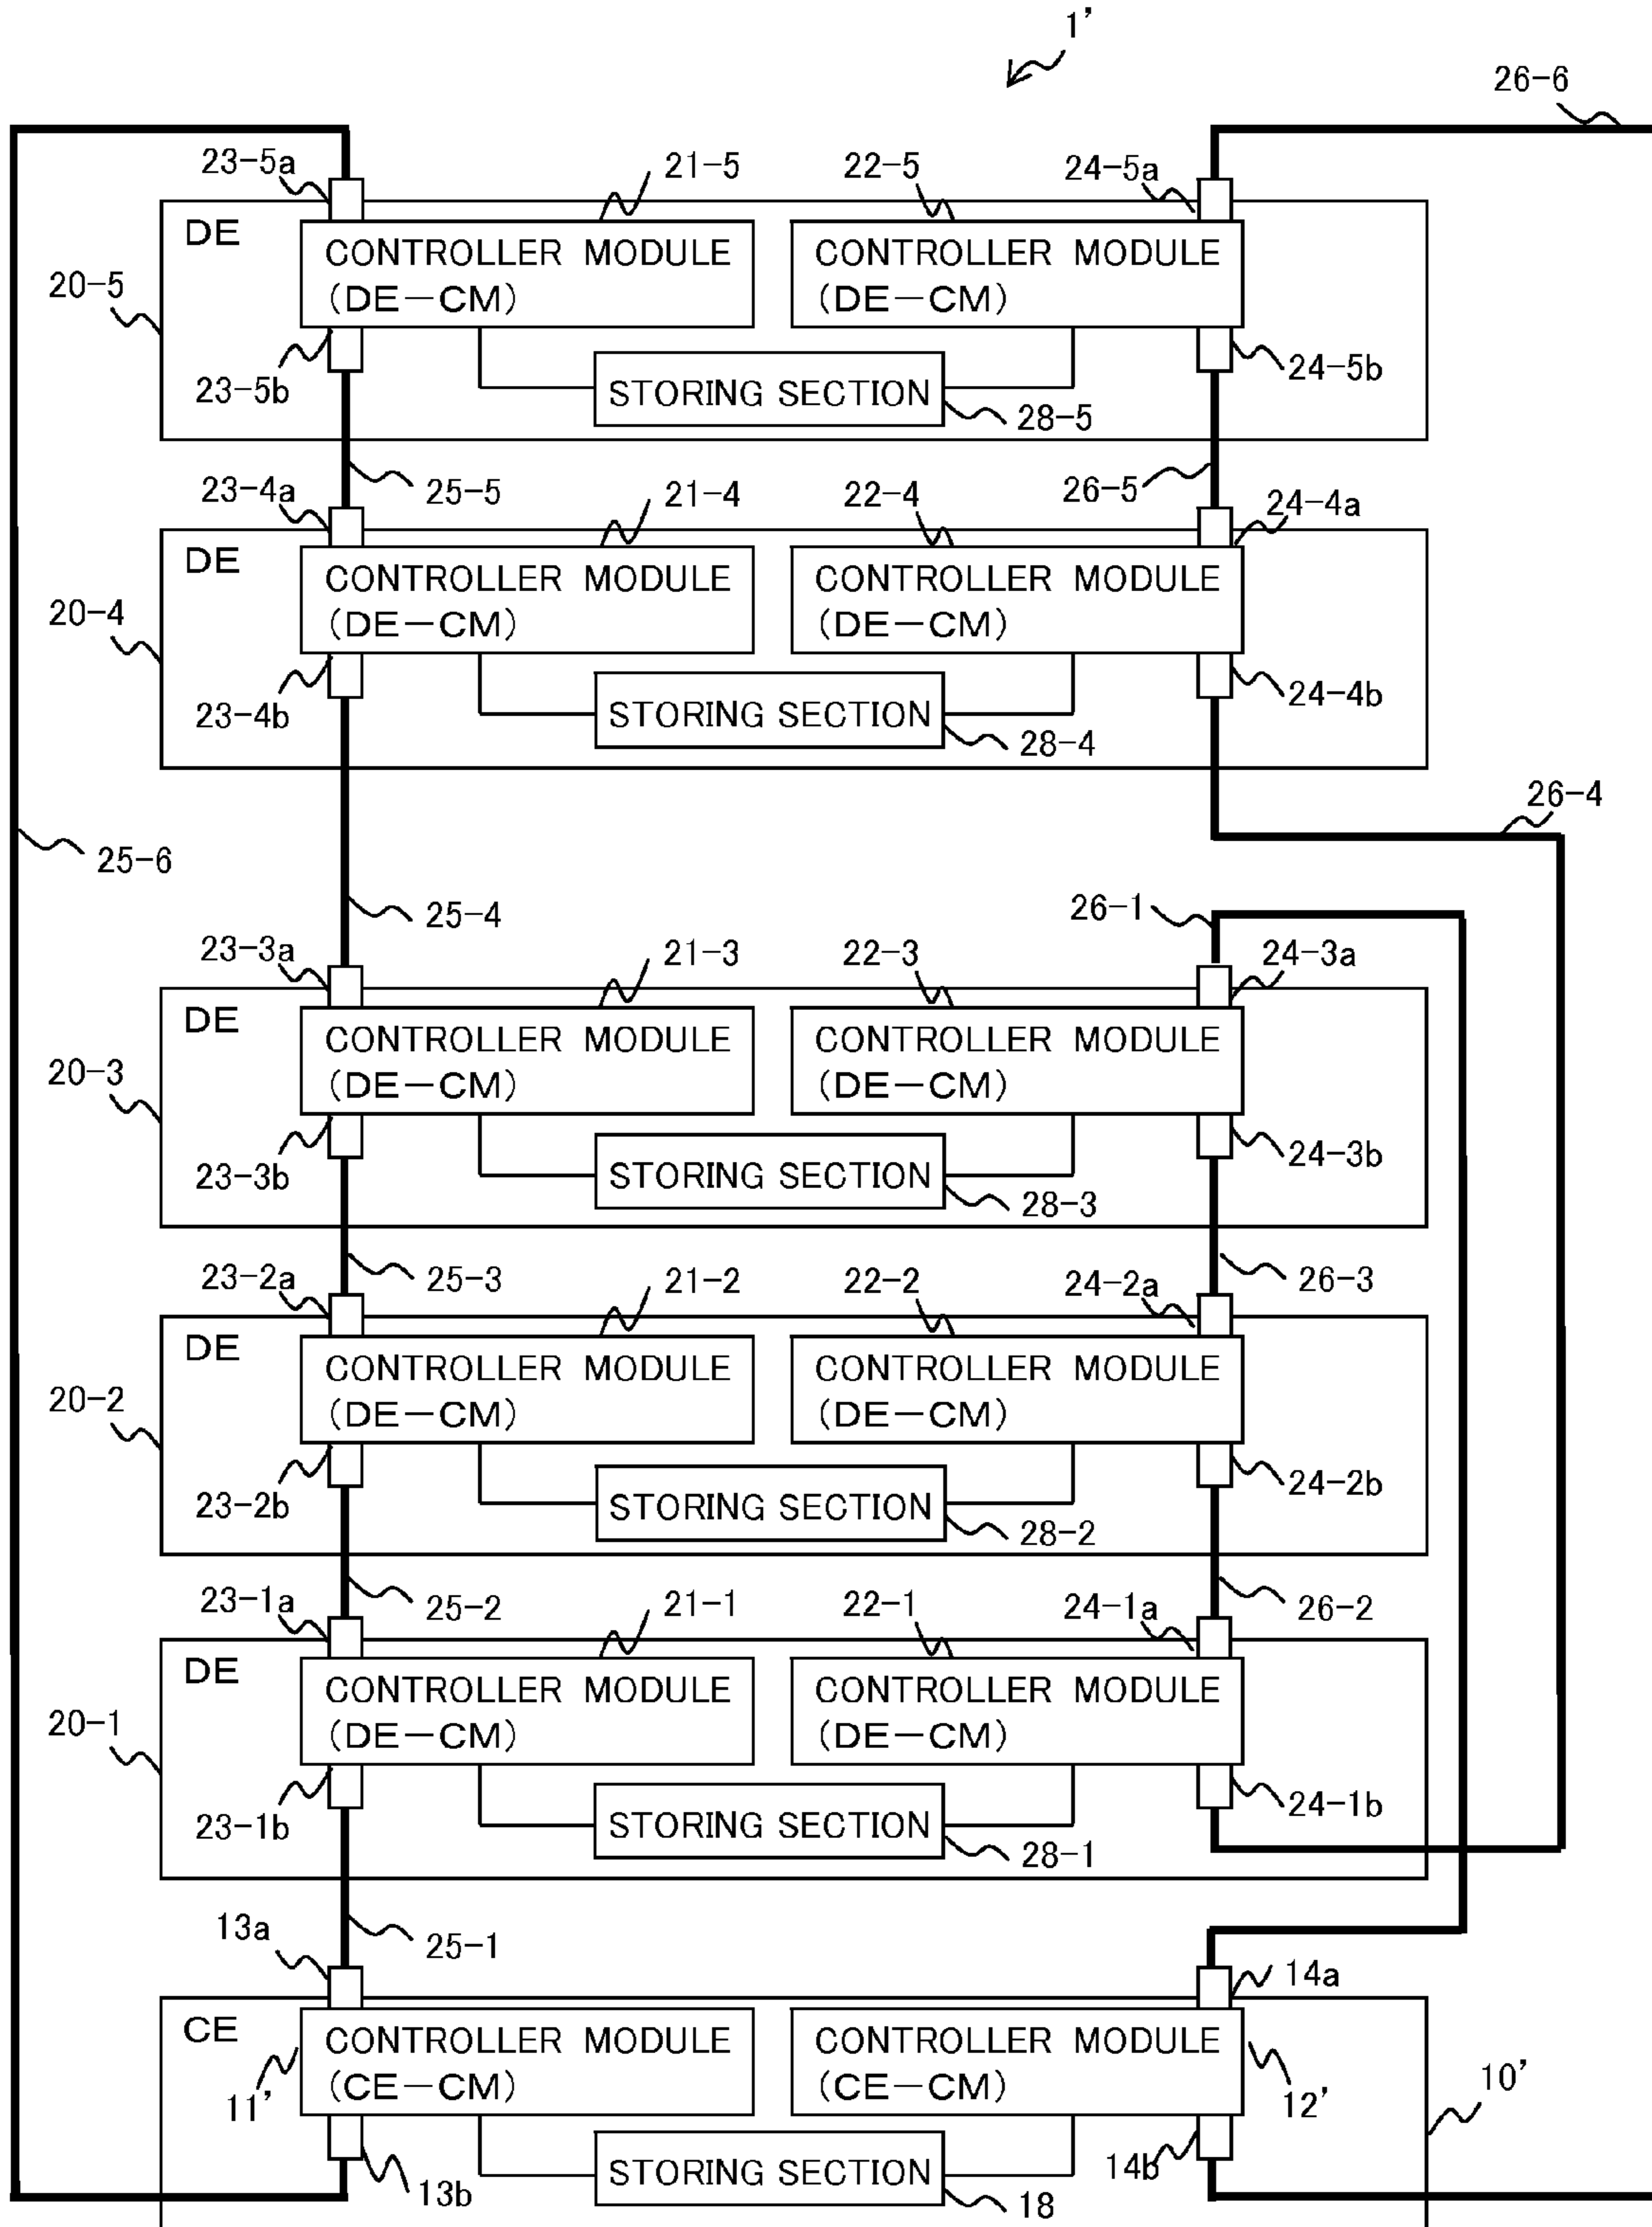 1'
26-6
23-5a
21-5
22-5
24-5a
DE
CONTROLLER MODULE
(DE-CM)
CONTROLLER MODULE
(DE-CM)
20-5
23-5b
STORING SECTION
24-5b
28-5
23-4a
25-5
21-4
22-4
26-5
24-4a
DE
CONTROLLER MODULE
(DE-CM)
CONTROLLER MODULE
(DE-CM)
20-4
23-4b
STORING SECTION
24-4b
28-4
26-4
25-6
25-4
26-1
23-3a
21-3
22-3
24-3a
DE
CONTROLLER MODULE
(DE-CM)
CONTROLLER MODULE
(DE-CM)
20-3
23-3b
STORING SECTION
24-3b
28-3
23-2a
25-3
21-2
22-2
24-2a
26-3
DE
CONTROLLER MODULE
(DE-CM)
CONTROLLER MODULE
(DE-CM)
20-2
23-2b
STORING SECTION
24-2b
28-2
23-1a
25-2
21-1
22-1
24-1a
26-2
DE
CONTROLLER MODULE
(DE-CM)
CONTROLLER MODULE
(DE-CM)
20-1
23-1b
STORING SECTION
24-1b
28-1
13a
25-1
14a
CE
CONTROLLER MODULE
(CE-CM)
CONTROLLER MODULE
(CE-CM)
11'
12'
10'
13b
STORING SECTION
14b
18